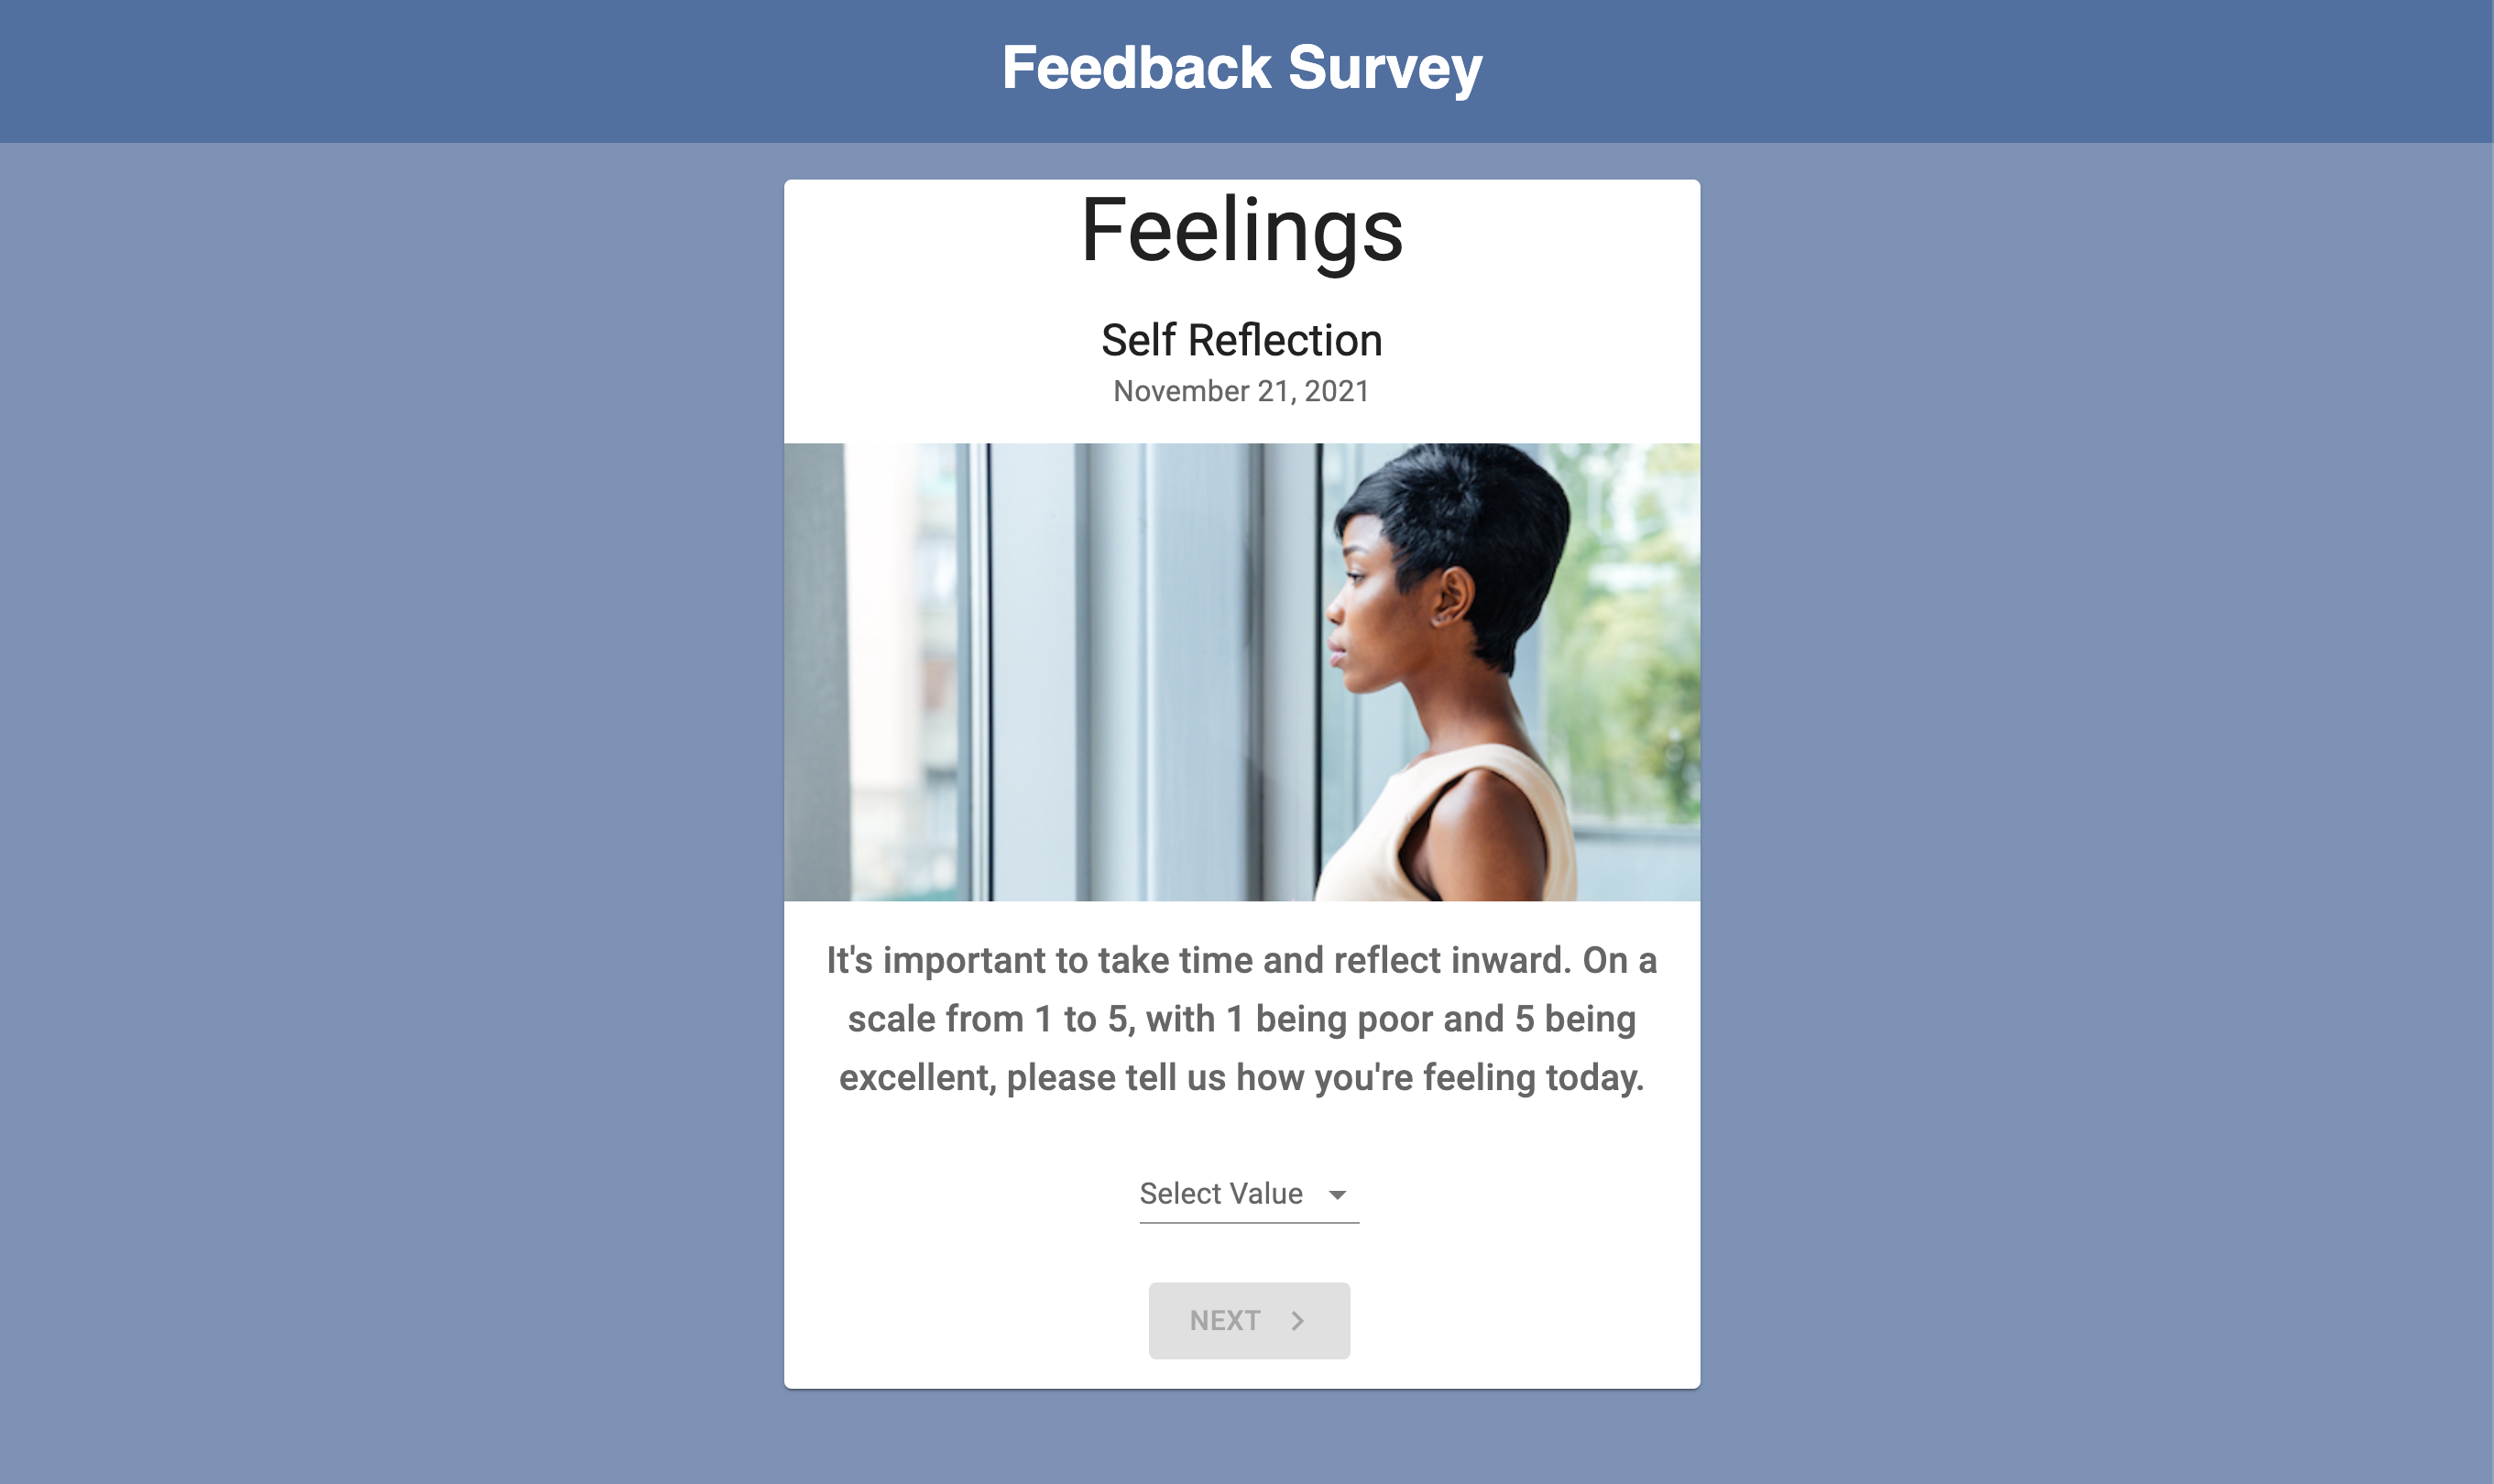 Feedback Survey
Feelings
Self Reflection
November 21, 2021
It's important to take time and reflect inward. On a
scale from 1 to 5, with 1 being poor and 5 being
excellent, please tell us how you're feeling today.
Select Value
NEXT